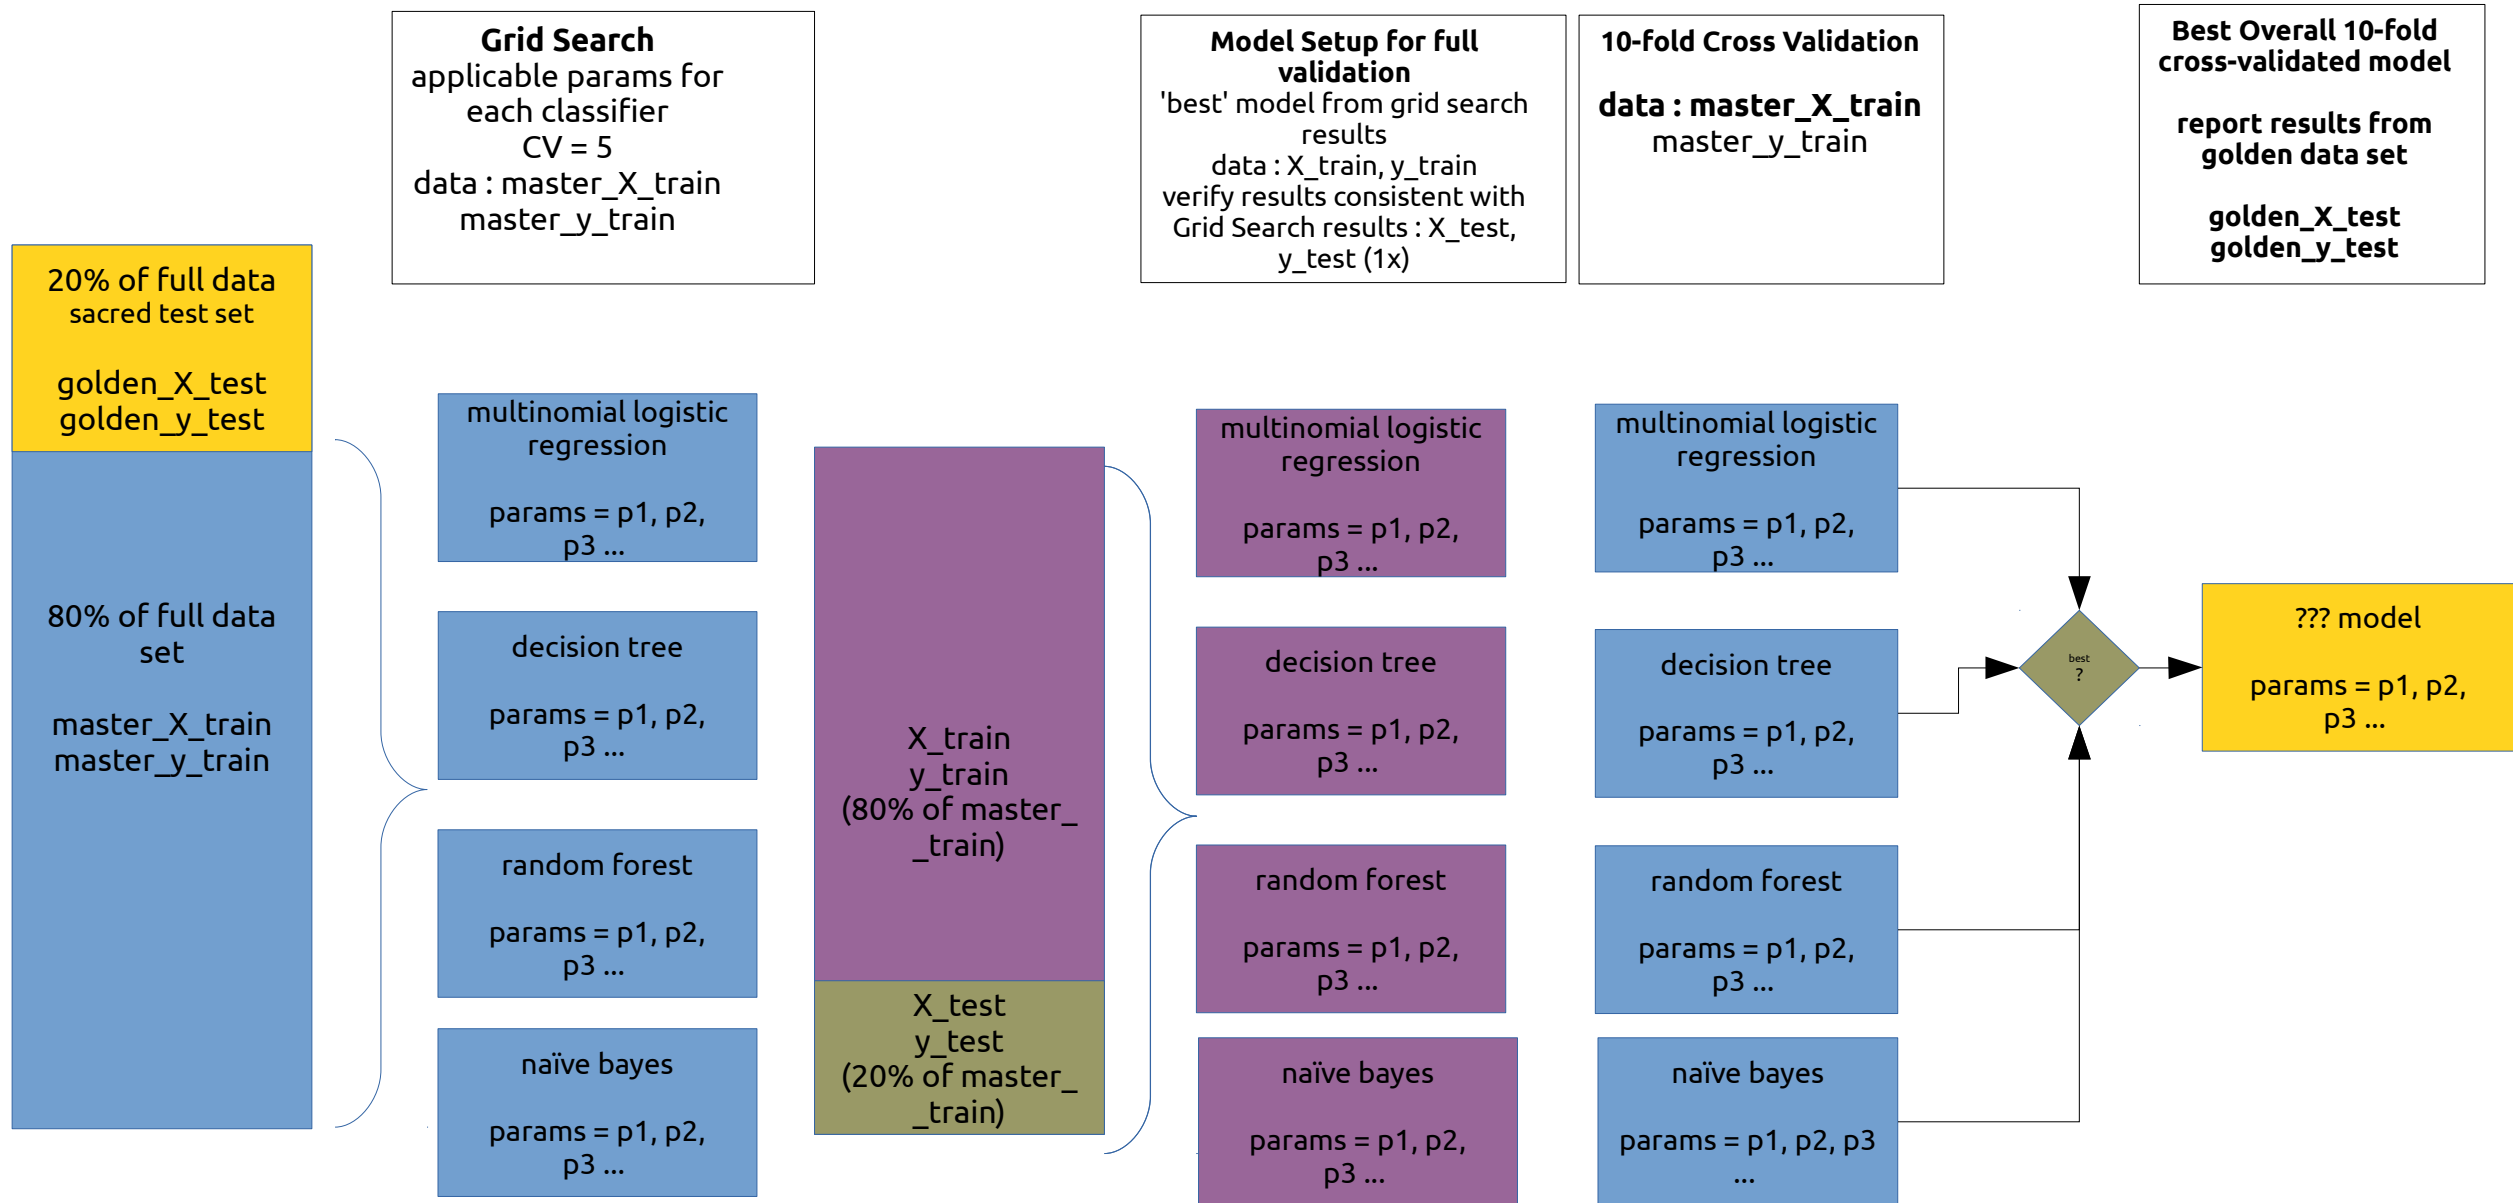 Grid Search
applicable params for
each classifier
CV = 5
data : master_X_train
master_y_train
Model Setup for full
validation
'best' model from grid search
results
data : X_train, y_train
verify results consistent with
Grid Search results : X_test,
y_test (1x)
10-fold Cross Validation
data : master_X_train
master_y_train
Best Overall 10-fold
cross-validated model
report results from
golden data set
golden_X_test
golden_y_test
20% of full data
sacred test set
golden_X_test
golden_y_test
80% of full data
set
master_X_train
master_y_train
multinomial logistic
regression
params = p1, p2,
p3 ...
decision tree
params = p1, p2,
p3 ...
random forest
params = p1, p2,
p3 ...
naïve bayes
params = p1, p2,
p3 ...
X_train
y_train
(80% of master_
_train)
X_test
y_test
(20% of master_
_train)
multinomial logistic
regression
params = p1, p2,
p3 ...
decision tree
params = p1, p2,
p3 ...
random forest
params = p1, p2,
p3 ...
naïve bayes
params = p1, p2,
p3 ...
multinomial logistic
regression
params = p1, p2,
p3 ...
decision tree
params = p1, p2,
p3 ...
random forest
params = p1, p2,
p3 ...
naïve bayes
params = p1, p2, p3
...
best
?
??? model
params = p1, p2,
p3 ...